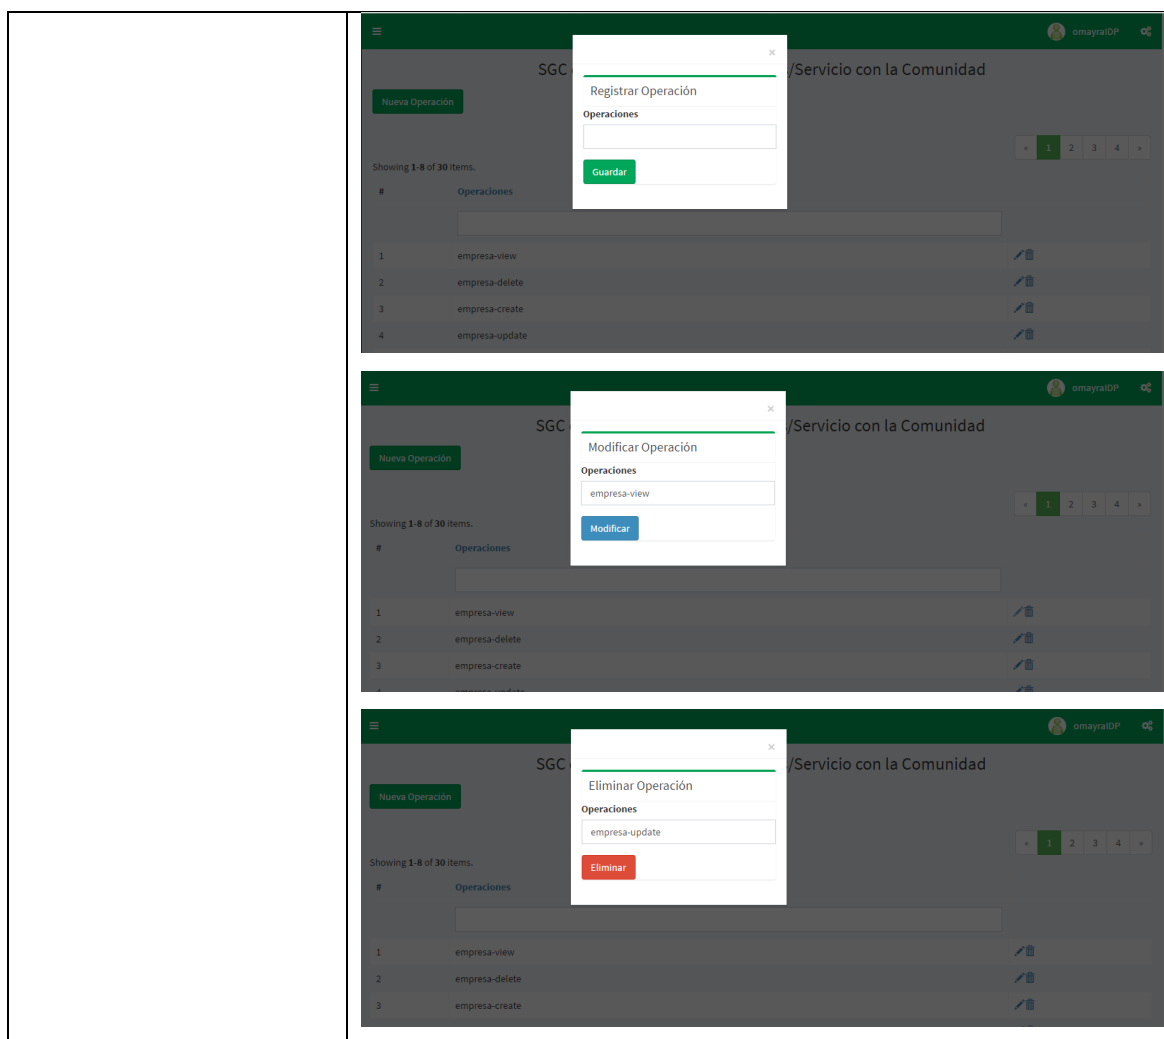 omayraIDP
SGC
/Servicio con la Comunidad
×
Registrar Operación
Operaciones
Guardar
Nueva Operación
« 1 2 3 4 »
Showing 1-8 of 30 items.
# Operaciones
1 empresa-view
2 empresa-delete
3 empresa-create
4 empresa-update
omayraIDP
SGC
/Servicio con la Comunidad
×
Modificar Operación
Operaciones
empresa-view
Modificar
Nueva Operación
« 1 2 3 4 »
Showing 1-8 of 30 items.
# Operaciones
1 empresa-view
2 empresa-delete
3 empresa-create
4 empresa-update
omayraIDP
SGC
/Servicio con la Comunidad
×
Eliminar Operación
Operaciones
empresa-update
Eliminar
Nueva Operación
« 1 2 3 4 »
Showing 1-8 of 30 items.
# Operaciones
1 empresa-view
2 empresa-delete
3 empresa-create